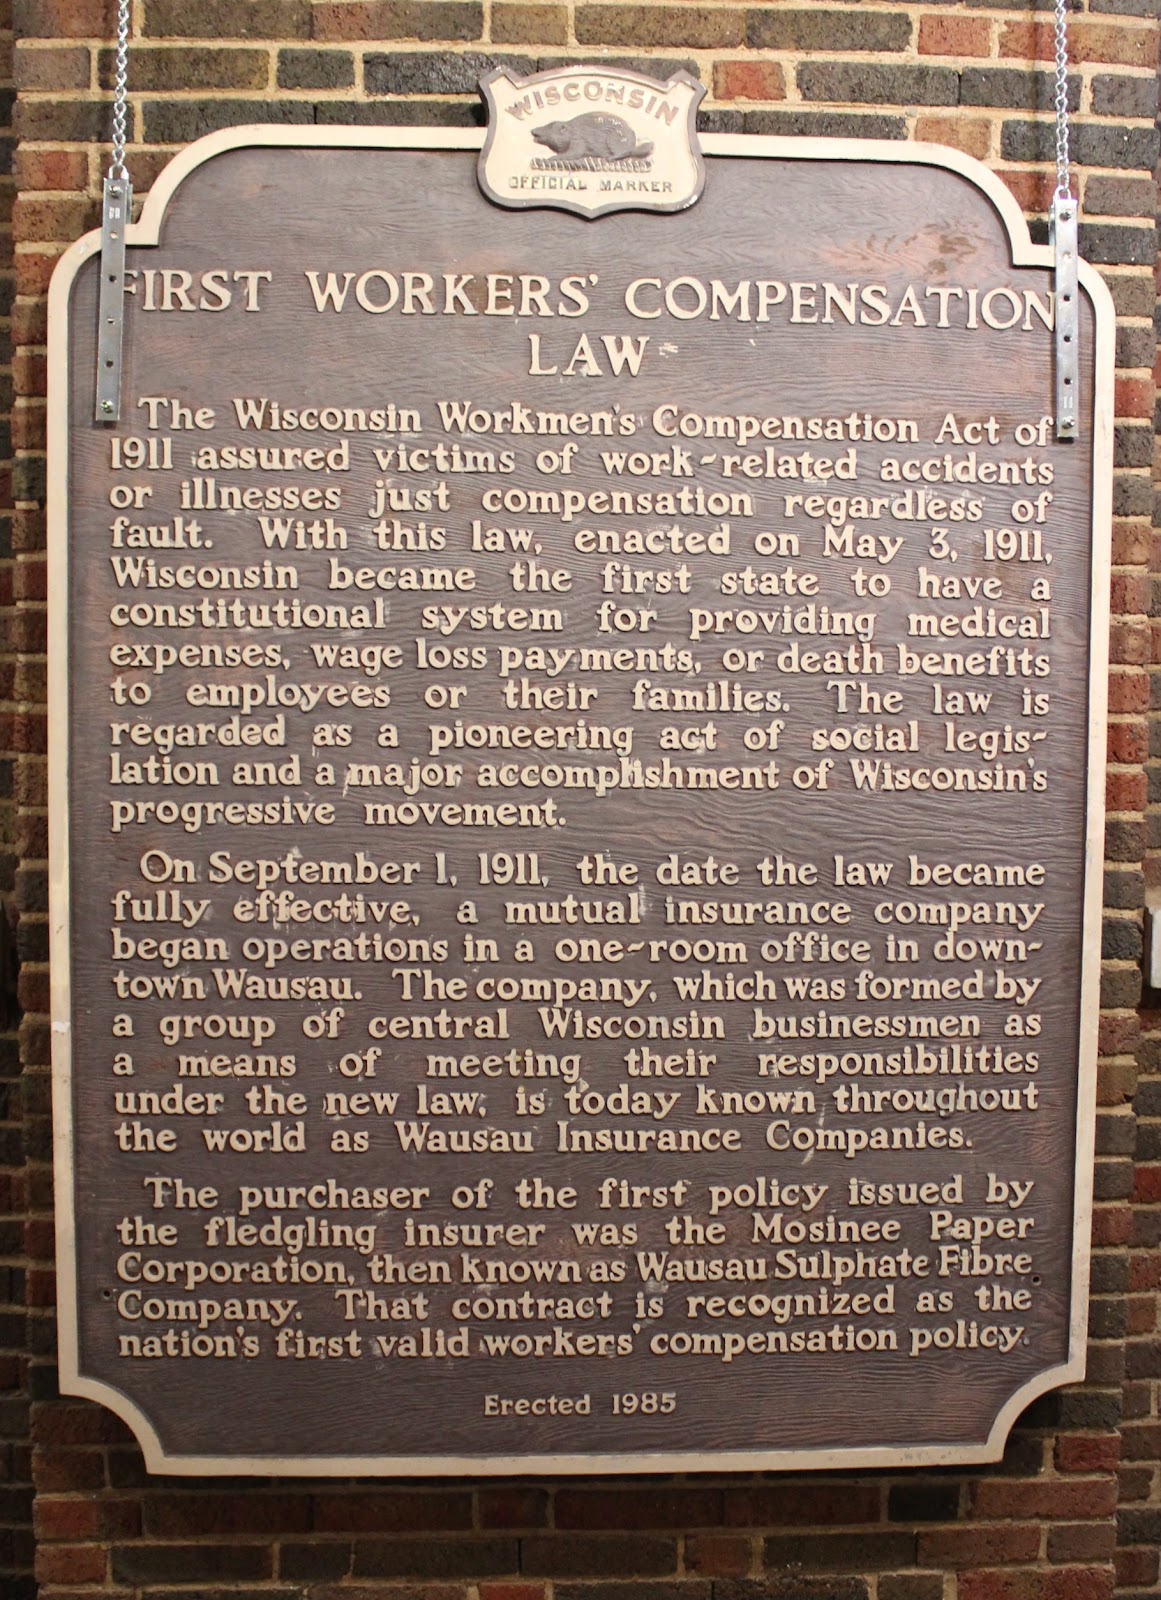 WISCONSIN
OFFICIAL MARKER
FIRST WORKERS' COMPENSATION
LAW
The Wisconsin Workmen's Compensation Act of
1911 assured victims of work-related accidents
or illnesses just compensation regardless of
fault. With this law, enacted on May 3, 1911,
Wisconsin became the first state to have a
constitutional system for providing medical
expenses, wage loss payments, or death benefits
to employees or their families. The law is
regarded as a pioneering act of social legis-
lation and a major accomplishment of Wisconsin's
progressive movement.
On September 1, 1911, the date the law became
fully effective, a mutual insurance company
began operations in a one-room office in down-
town Wausau. The company, which was formed by
a group of central Wisconsin businessmen as
a means of meeting their responsibilities
under the new law, is today known throughout
the world as Wausau Insurance Companies.
The purchaser of the first policy issued by
the fledgling insurer was the Mosinee Paper
Corporation, then known as Wausau Sulphate Fibre
Company. That contract is recognized as the
nation's first valid workers' compensation policy.
Erected 1985